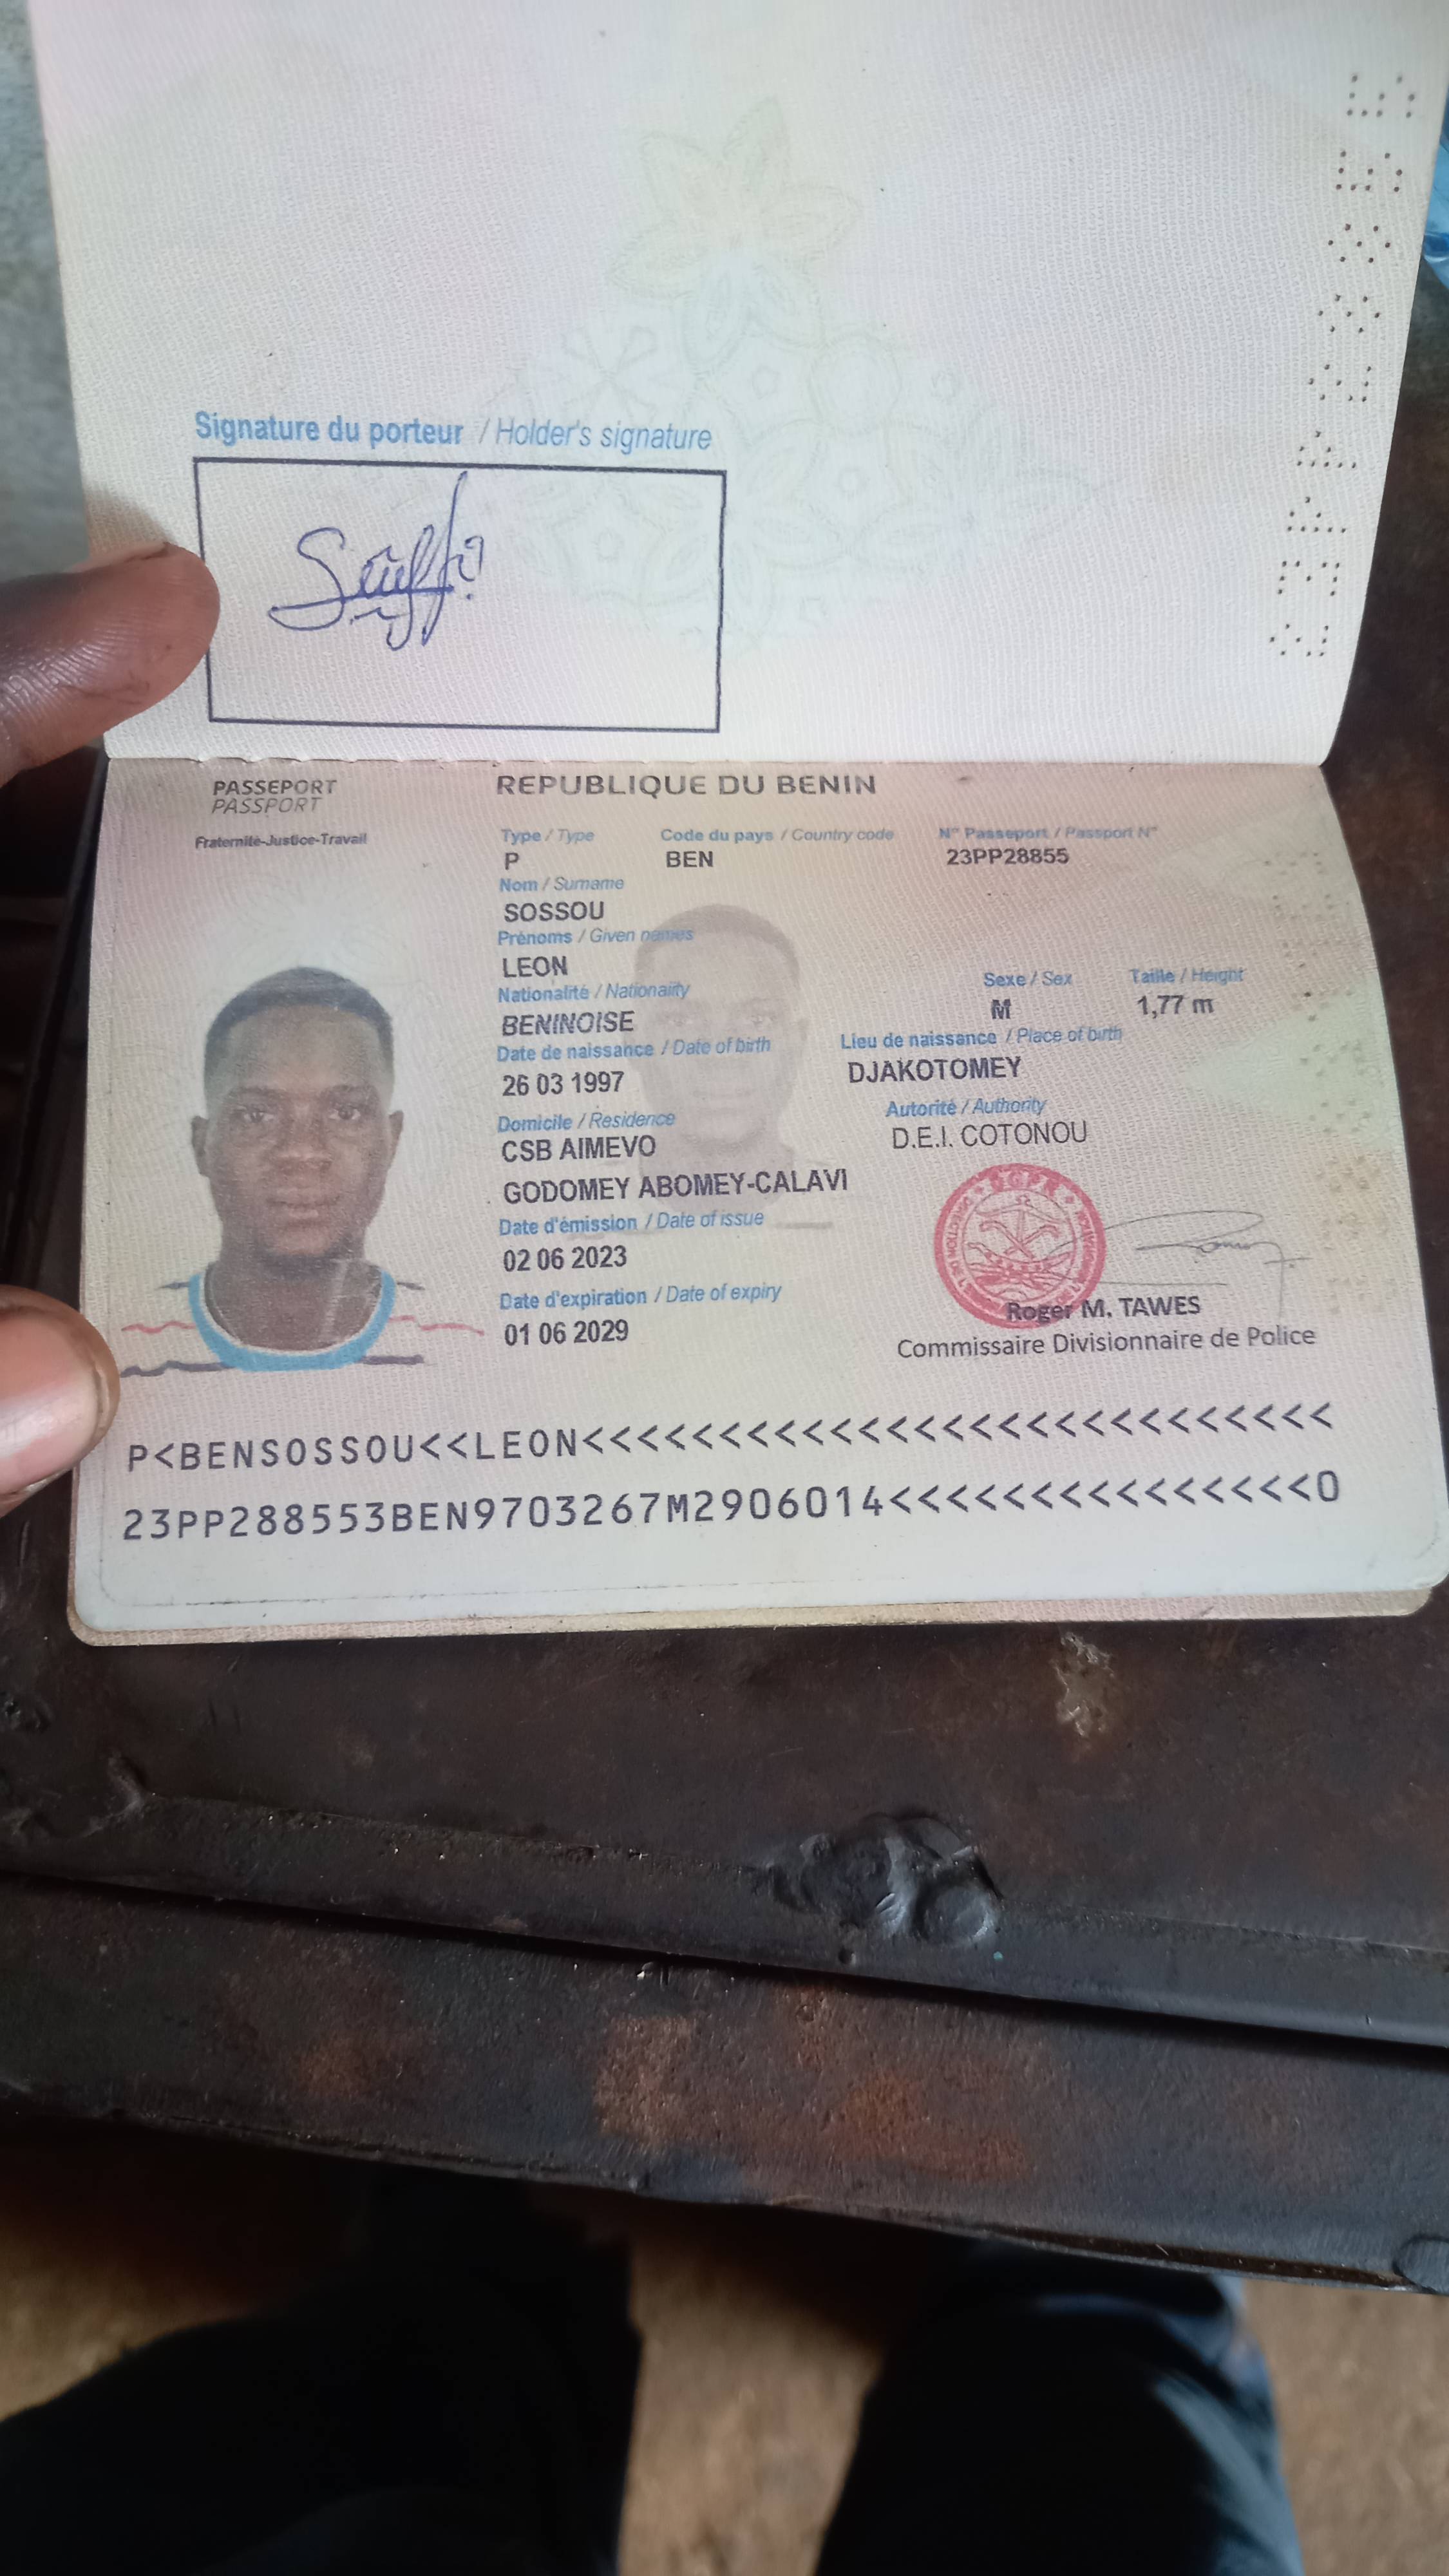 Signature du porteur / Holder's signature
PASSEPORT
PASSPORT
Fraternité-Justice-Travail
REPUBLIQUE DU BENIN
Type / Type
Code du pays / Country code
N° Passeport / Passport N°
P
BEN
23PP28855
Nom / Surname
SOSSOU
Prénoms / Given names
LEON
Nationalité / Nationality
BENINOISE
Sexe / Sex
Taille / Height
M
1,77 m
Date de naissance / Date of birth
26 03 1997
Lieu de naissance / Place of birth
DJAKOTOMEY
Domicile / Residence
CSB AIMEVO
GODOMEY ABOMEY-CALAVI
Autorité / Authority
D.E.I. COTONOU
Date d'émission / Date of issue
02 06 2023
Date d'expiration / Date of expiry
01 06 2029
Roger M. TAWES
Commissaire Divisionnaire de Police
P<BENSOSSOU<<LEON<<<<<<<<<<<<<<<<<<<<<<<<<<<
23PP288553BEN9703267M2906014<<<<<<<<<<<<<<<0